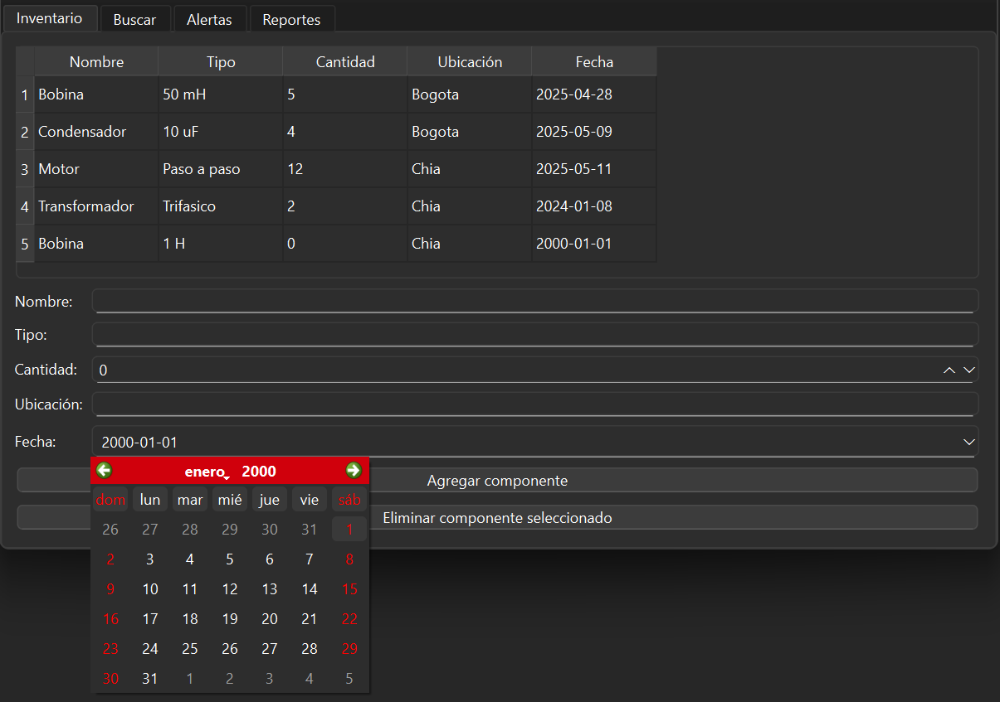 Inventario Buscar Alertas Reportes
Nombre Tipo Cantidad Ubicación Fecha
1 Bobina 50 mH 5 Bogota 2025-04-28
2 Condensador 10 uF 4 Bogota 2025-05-09
3 Motor Paso a paso 12 Chia 2025-05-11
4 Transformador Trifasico 2 Chia 2024-01-08
5 Bobina 1 H 0 Chia 2000-01-01
Nombre:
Tipo:
Cantidad: 0
Ubicación:
Fecha: 2000-01-01
enero 2000
Agregar componente
dom lun mar mié jue vie sáb
Eliminar componente seleccionado
26 27 28 29 30 31 1
2 3 4 5 6 7 8
9 10 11 12 13 14 15
16 17 18 19 20 21 22
23 24 25 26 27 28 29
30 31 1 2 3 4 5